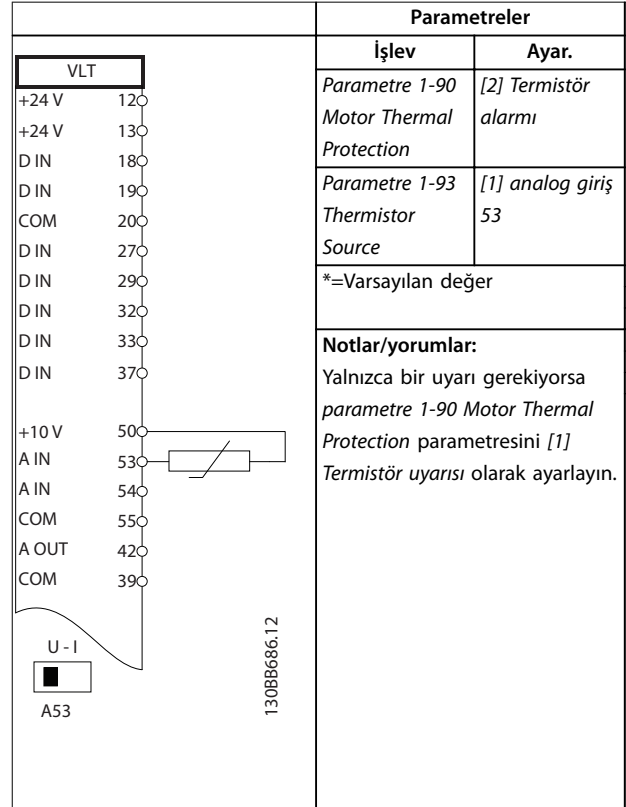 Parametreler
İşlev Ayar.
Parametre 1-90 Motor Thermal Protection [2] Termistör alarmı
Parametre 1-93 Thermistor Source [1] analog giriş 53
*=Varsayılan değer
Notlar/yorumlar:
Yalnızca bir uyarı gerekiyorsa
parametre 1-90 Motor Thermal
Protection parametresini [1]
Termistör uyarısı olarak ayarlayın.
VLT
+24 V 12
+24 V 13
D IN 18
D IN 19
COM 20
D IN 27
D IN 29
D IN 32
D IN 33
D IN 37
+10 V 50
A IN 53
A IN 54
COM 55
A OUT 42
COM 39
U - I
A53
130BB686.12